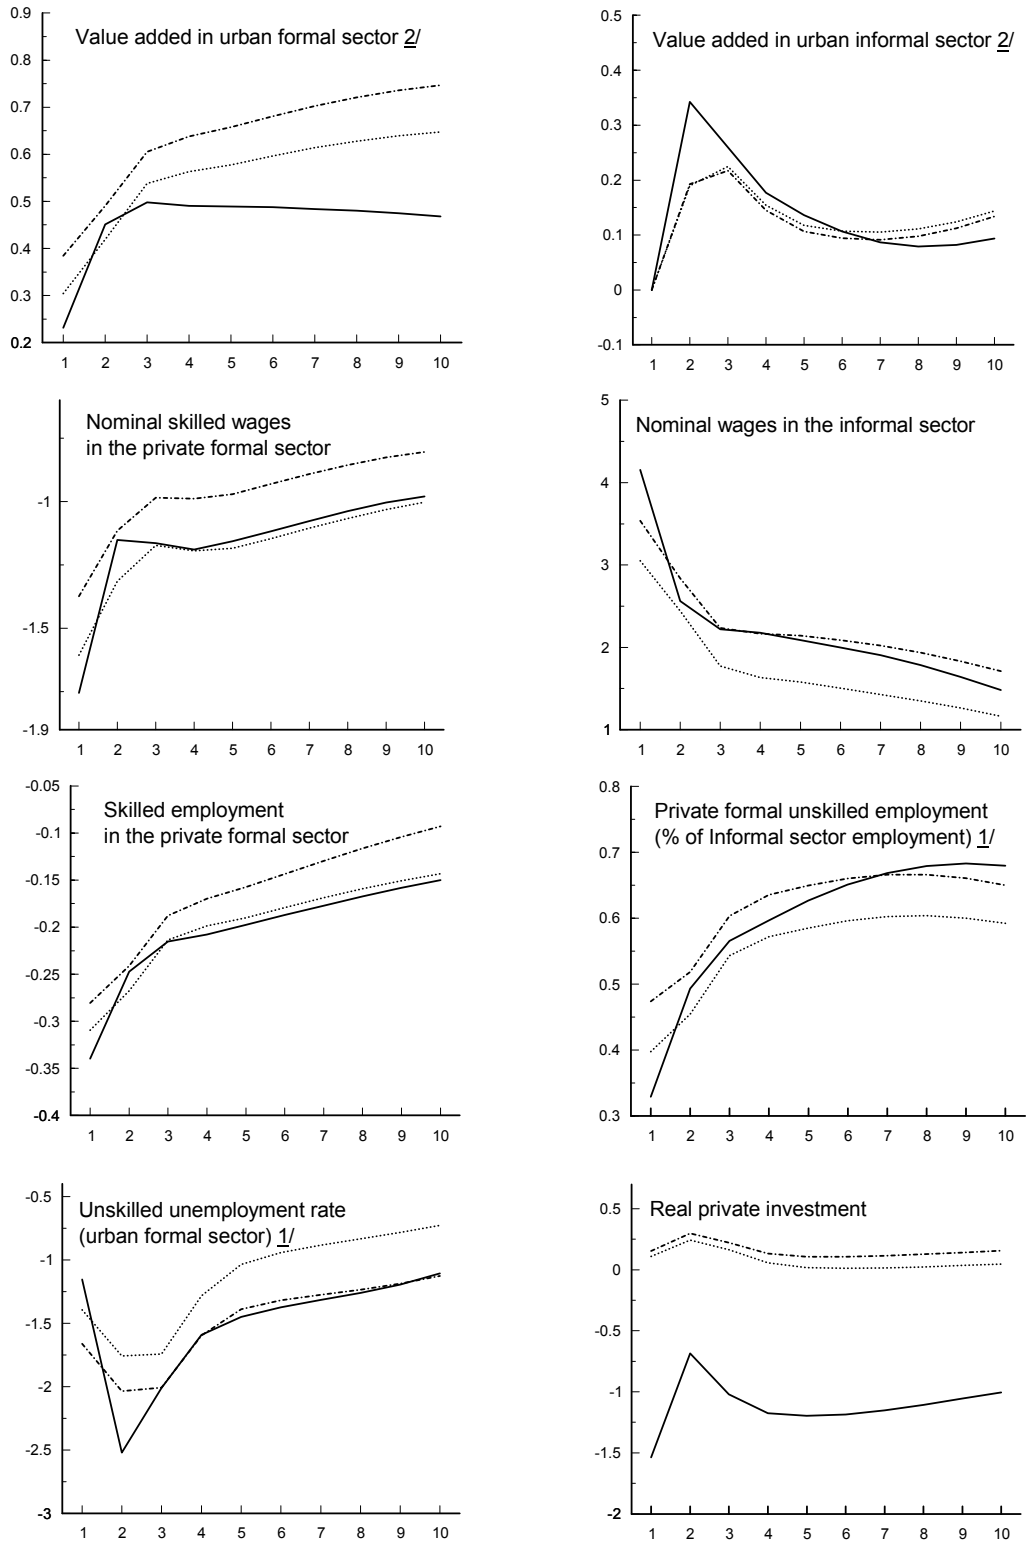 Value added in urban formal sector 2/
0.9
0.8
0.7
0.6
0.5
0.4
0.3
0.2
1 2 3 4 5 6 7 8 9 10
Value added in urban informal sector 2/
0.5
0.4
0.3
0.2
0.1
0
-0.1
1 2 3 4 5 6 7 8 9 10
Nominal skilled wages
in the private formal sector
-1
-1.5
-1.9
1 2 3 4 5 6 7 8 9 10
Nominal wages in the informal sector
5
4
3
2
1
1 2 3 4 5 6 7 8 9 10
Skilled employment
in the private formal sector
-0.05
-0.1
-0.15
-0.2
-0.25
-0.3
-0.35
-0.4
1 2 3 4 5 6 7 8 9 10
Private formal unskilled employment
(% of Informal sector employment) 1/
0.8
0.7
0.6
0.5
0.4
0.3
1 2 3 4 5 6 7 8 9 10
Unskilled unemployment rate
(urban formal sector) 1/
-0.5
-1
-1.5
-2
-2.5
-3
1 2 3 4 5 6 7 8 9 10
Real private investment
0.5
0
-0.5
-1
-1.5
-2
1 2 3 4 5 6 7 8 9 10